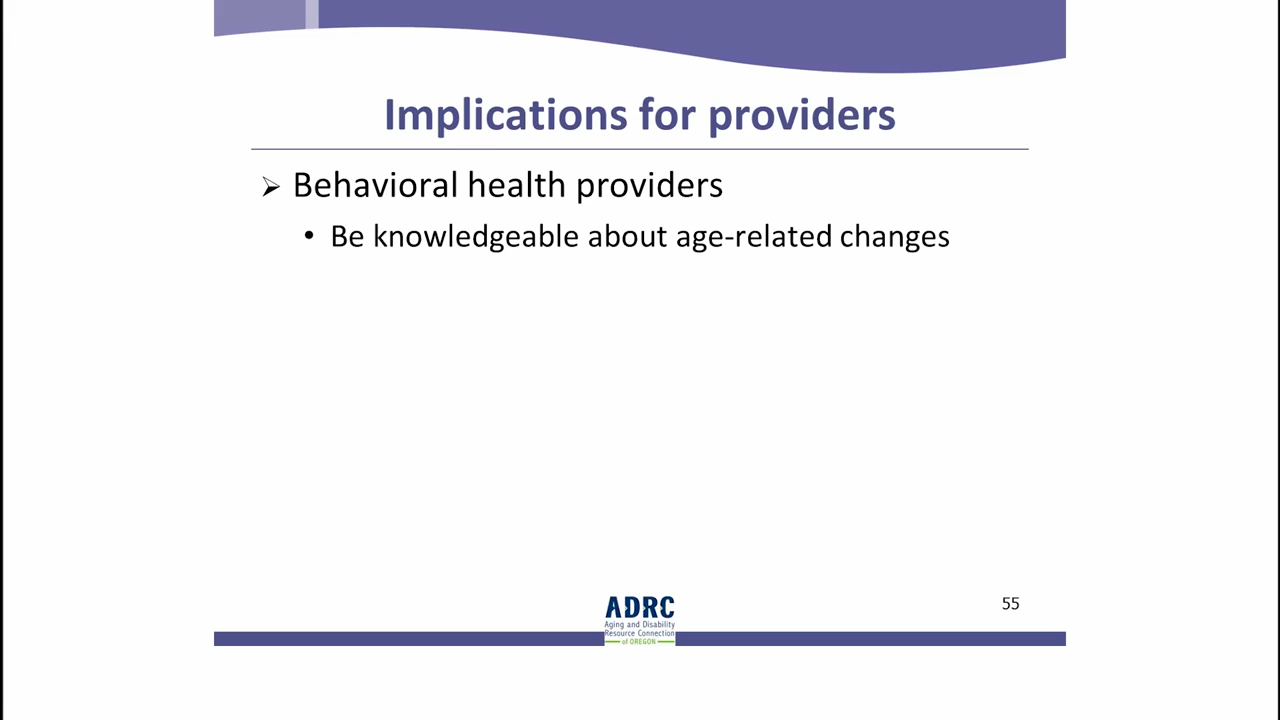 Implications for providers
➢ Behavioral health providers
• Be knowledgeable about age-related changes
55
ADRC
Aging and Disability
Resource Connection
of OREGON